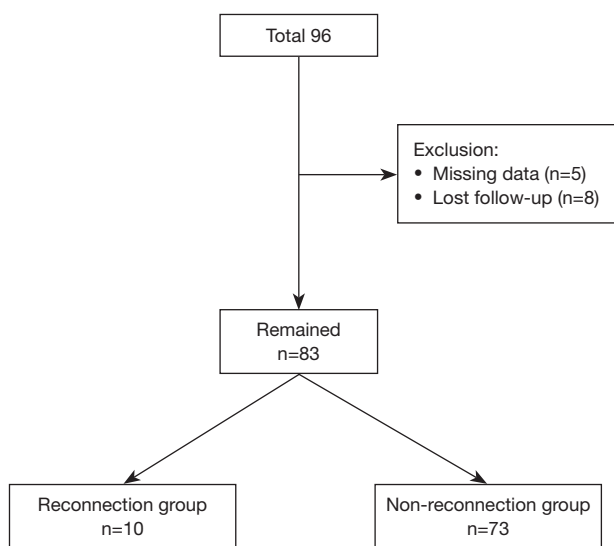 Total 96
Exclusion:
• Missing data (n=5)
• Lost follow-up (n=8)
Remained
n=83
Reconnection group
n=10
Non-reconnection group
n=73